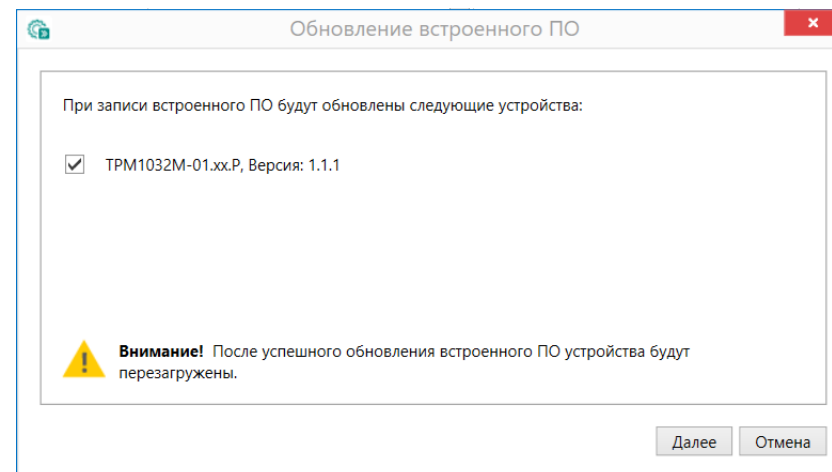 Обновление встроенного ПО
При записи встроенного ПО будут обновлены следующие устройства:
ТРМ1032М-01.хх.Р, Версия: 1.1.1
Внимание! После успешного обновления встроенного ПО устройства будут
перезагружены.
Далее
Отмена